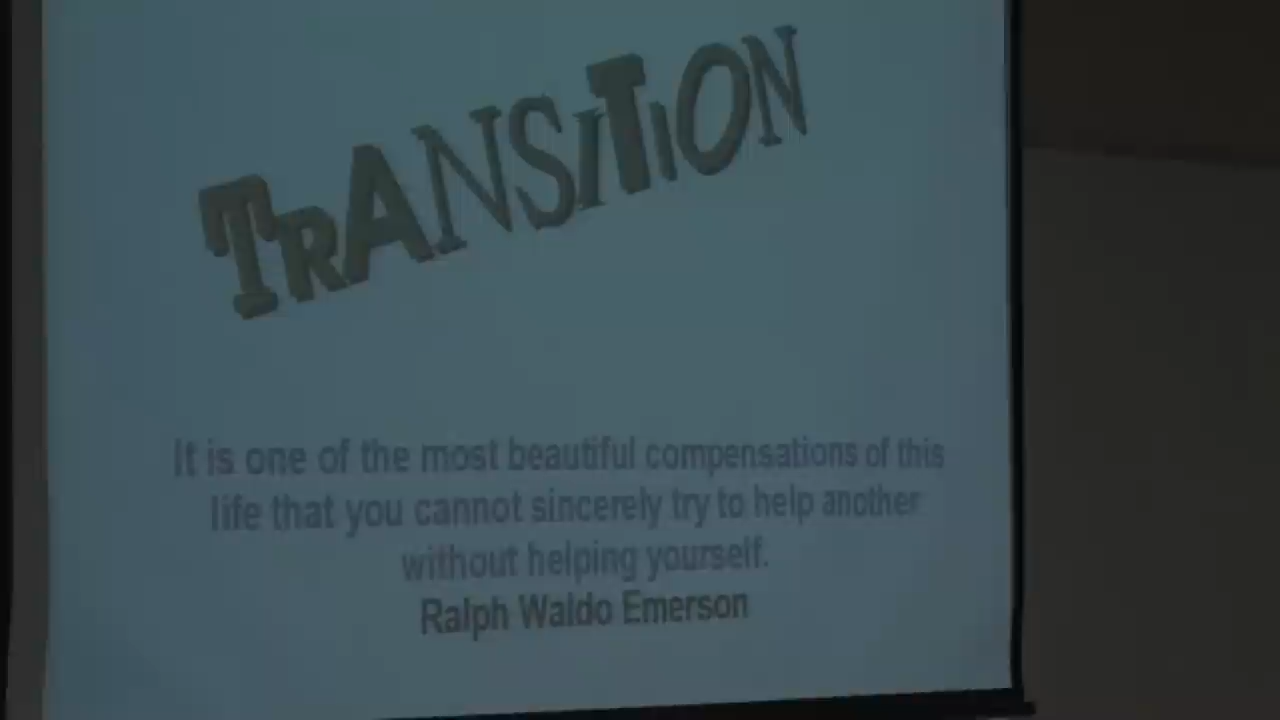 TrANSiTiON
It is one of the most beautiful compensations of this
life that you cannot sincerely try to help another
without helping yourself.
Ralph Waldo Emerson